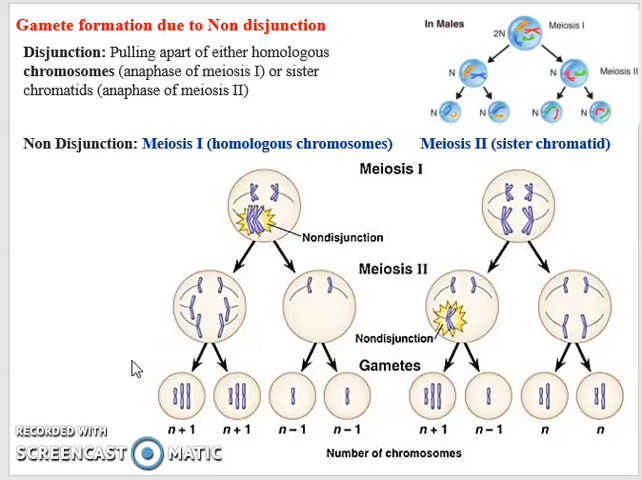 Gamete formation due to Non disjunction
Disjunction: Pulling apart of either homologous
chromosomes (anaphase of meiosis I) or sister
chromatids (anaphase of meiosis II)
In Males
2N
Meiosis I
N
N
Meiosis II
N
N
N
N
Non Disjunction: Meiosis I (homologous chromosomes)
Meiosis II (sister chromatid)
Meiosis I
Nondisjunction
Meiosis II
Nondisjunction
Gametes
n + 1
n + 1
n − 1
n − 1
n + 1
n − 1
n
n
Number of chromosomes
RECORDED WITH
SCREENCAST MATIC